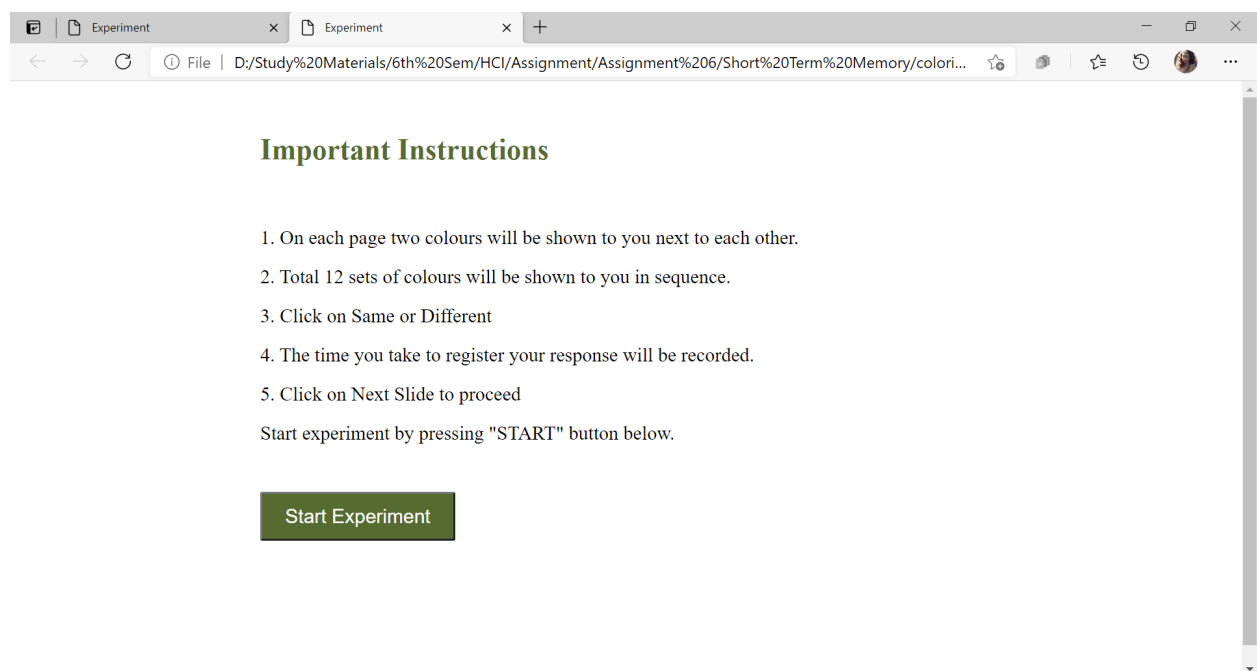 Experiment
Experiment
File
D:/Study%20Materials/6th%20Sem/HCI/Assignment/Assignment%206/Short%20Term%20Memory/colori...
Important Instructions
1. On each page two colours will be shown to you next to each other.
2. Total 12 sets of colours will be shown to you in sequence.
3. Click on Same or Different
4. The time you take to register your response will be recorded.
5. Click on Next Slide to proceed
Start experiment by pressing "START" button below.
Start Experiment